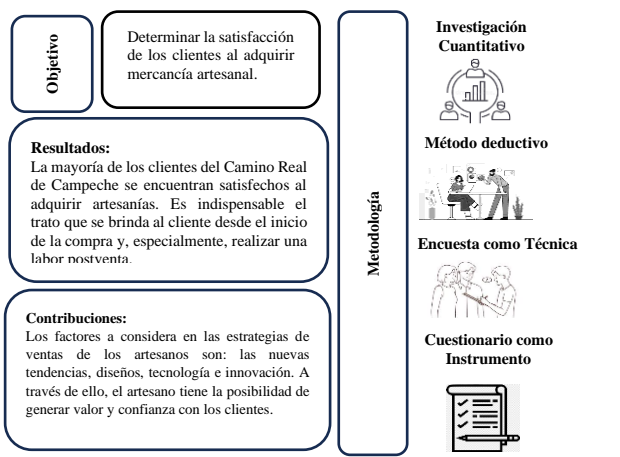 Objetivo
Determinar la satisfacción
de los clientes al adquirir
mercancía artesanal.
Resultados:
La mayoría de los clientes del Camino Real
de Campeche se encuentran satisfechos al
adquirir artesanías. Es indispensable el
trato que se brinda al cliente desde el inicio
de la compra y, especialmente, realizar una
labor postventa.
Contribuciones:
Los factores a considera en las estrategias de
ventas de los artesanos son: las nuevas
tendencias, diseños, tecnología e innovación. A
través de ello, el artesano tiene la posibilidad de
generar valor y confianza con los clientes.
Metodología
Investigación
Cuantitativo
Método deductivo
Encuesta como Técnica
Cuestionario como
Instrumento